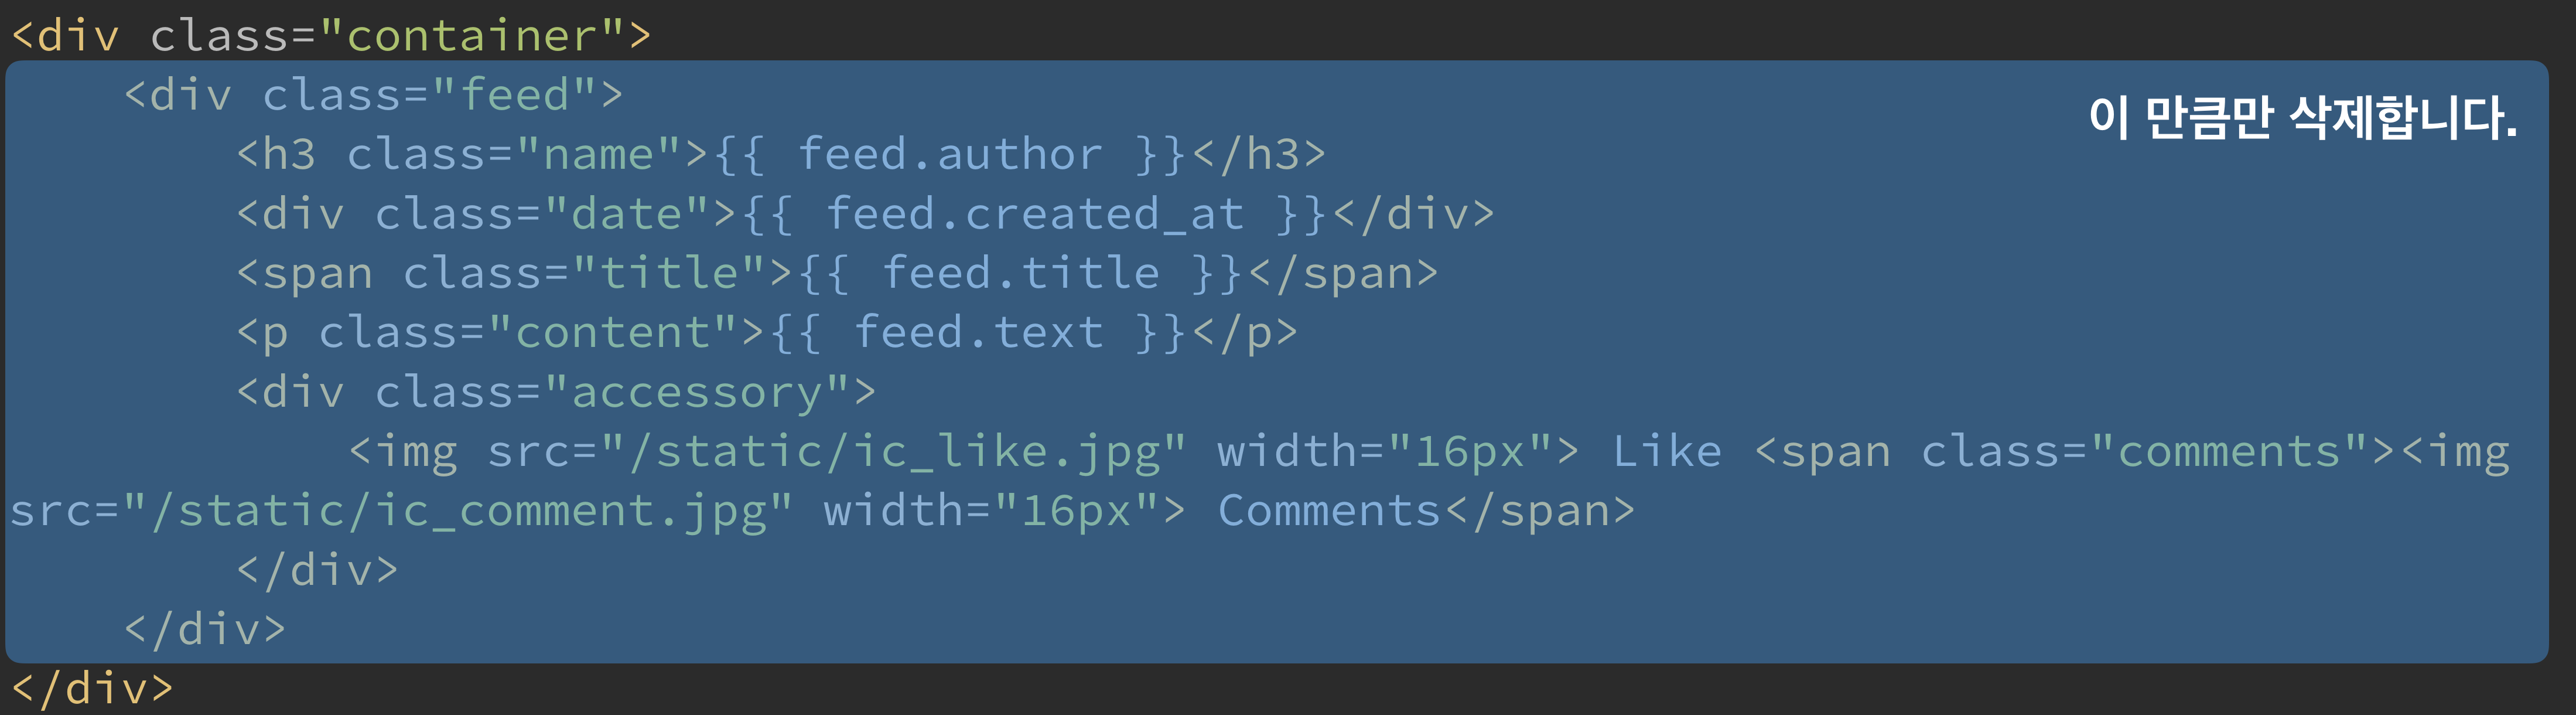 <div class="container">
    <div class="feed">
이 만큼만 삭제합니다.
        <h3 class="name">{{ feed.author }}</h3>
        <div class="date">{{ feed.created_at }}</div>
        <span class="title">{{ feed.title }}</span>
        <p class="content">{{ feed.text }}</p>
        <div class="accessory">
            <img src="/static/ic_like.jpg" width="16px"> Like <span class="comments"><img
src="/static/ic_comment.jpg" width="16px"> Comments</span>
        </div>
    </div>
</div>